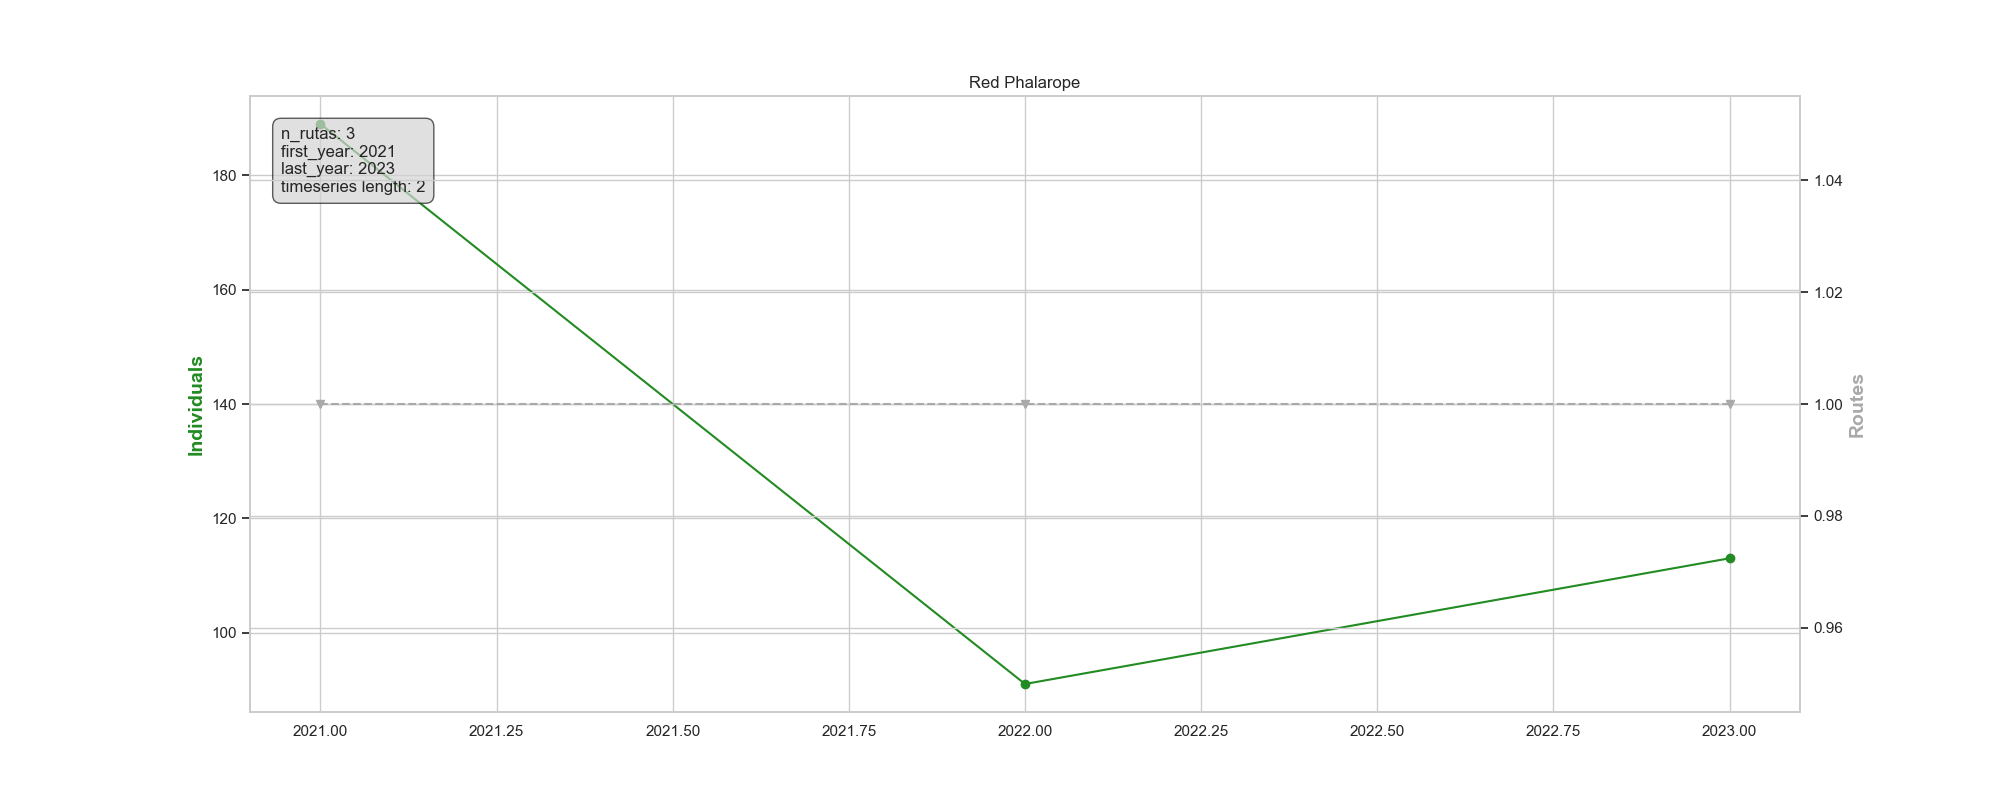 Red Phalarope
n_rutas: 3
first_year: 2021
last_year: 2023
timeseries length: 2
Individuals
180
160
140
120
100
1.04
1.02
1.00
0.98
0.96
Routes
2021.00 2021.25 2021.50 2021.75 2022.00 2022.25 2022.50 2022.75 2023.00